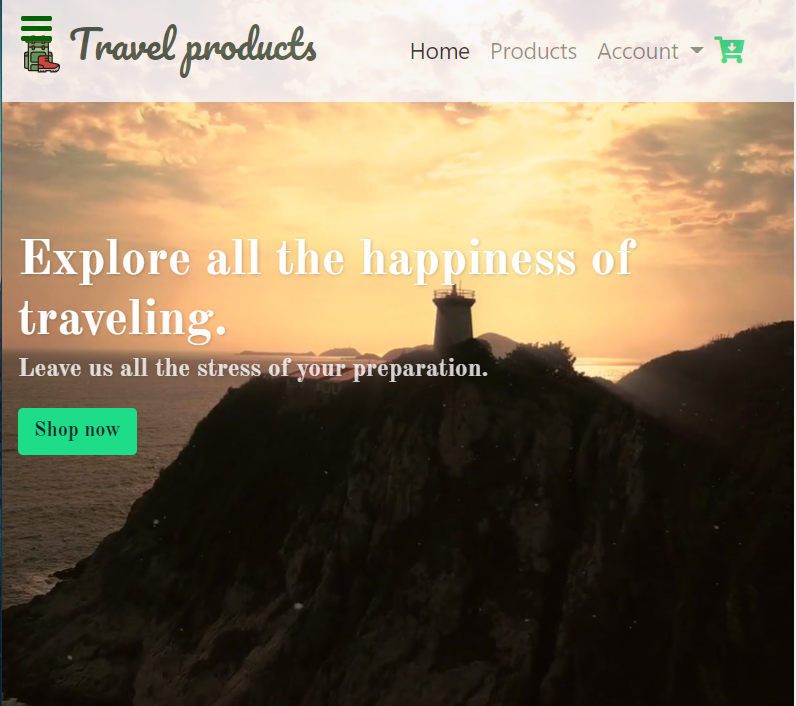 Travel products
Home Products Account
Explore all the happiness of
traveling.
Leave us all the stress of your preparation.
Shop now